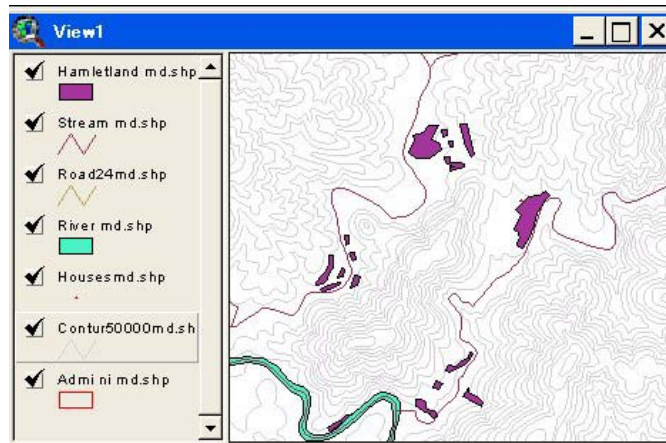 View1
Hamletland md.shp
Stream md.shp
Road24md.shp
River md.shp
Housesmd.shp
Contur50000md.sh
Admini md.shp